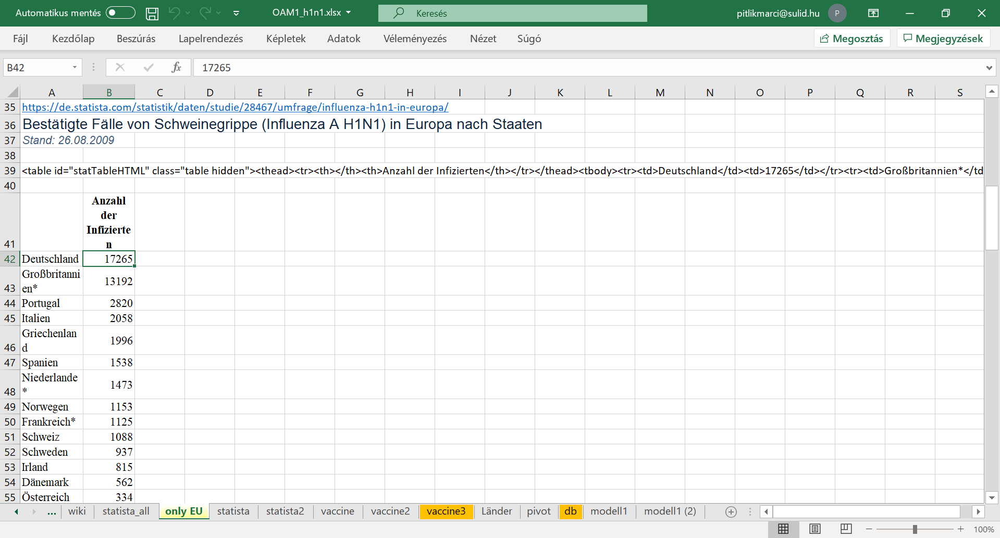 Automatikus mentés
OAM1_h1n1.xlsx
Keresés
pitlikmarci@sulid.hu
P
Fájl Kezdőlap Beszúrás Lapelrendezés Képletek Adatok Véleményezés Nézet Súgó
Megosztás Megjegyzések
B42 fx 17265
A B C D E F G H I J K L M N O P Q R S
35 https://de.statista.com/statistik/daten/studie/28467/umfrage/influenza-h1n1-in-europa/
36 Bestätigte Fälle von Schweinegrippe (Influenza A H1N1) in Europa nach Staaten
37 Stand: 26.08.2009
38
39 <table id="statTableHTML" class="table hidden"><thead><tr><th></th><th>Anzahl der Infizierten</th></tr></thead><tbody><tr><td>Deutschland</td><td>17265</td></tr><tr><td>Großbritannien*</td
40
Anzahl
der
Infizierte
n
41
42 Deutschland 17265
Großbritanni
en*
43 13192
44 Portugal 2820
45 Italien 2058
Griechenlan
d
46 1996
47 Spanien 1538
Niederlande
*
48 1473
49 Norwegen 1153
50 Frankreich* 1125
51 Schweiz 1088
52 Schweden 937
53 Irland 815
54 Dänemark 562
55 Österreich 334
... wiki statista_all only EU statista statista2 vaccine vaccine2 vaccine3 Länder pivot db modell1 modell1 (2)
100%